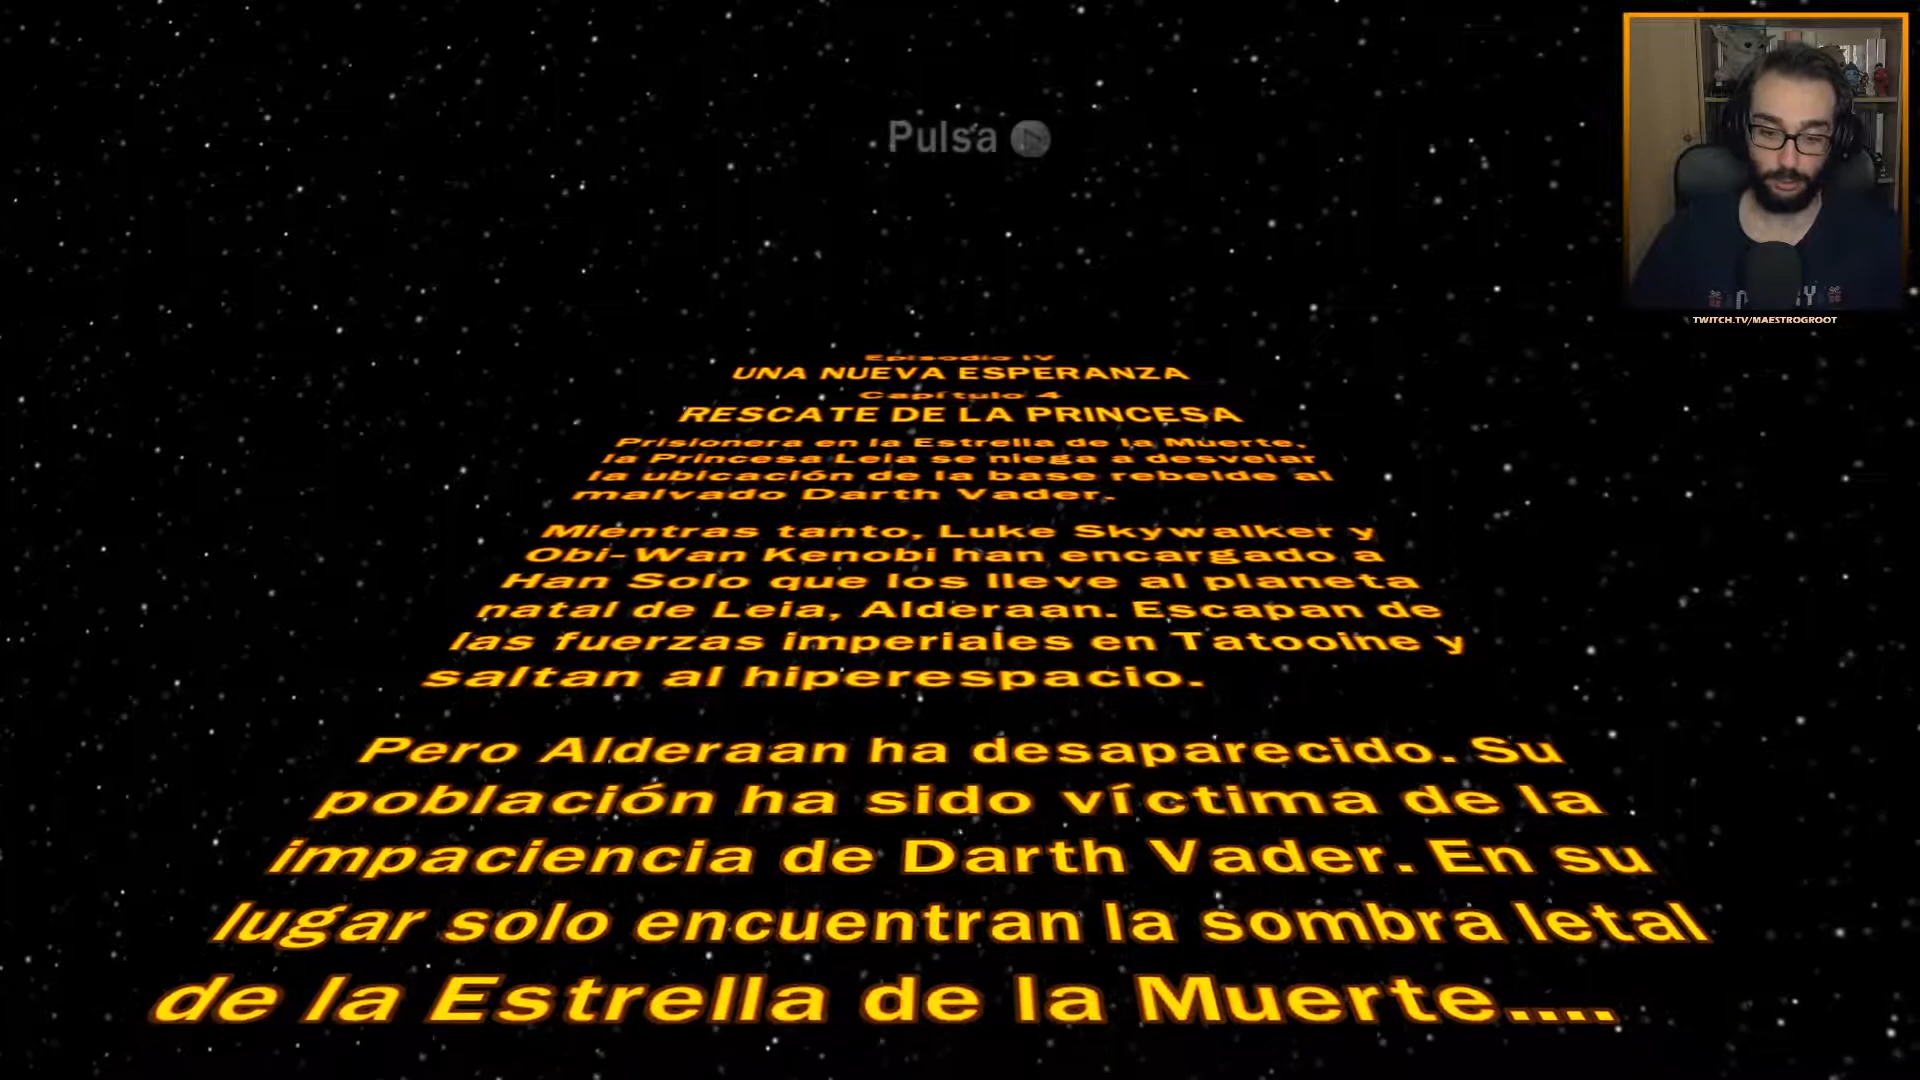 Pulsa
Episodio IV
UNA NUEVA ESPERANZA
Capítulo 4
RESCATE DE LA PRINCESA
Prisionera en la Estrella de la Muerte,
la Princesa Leia se niega a desvelar
la ubicación de la base rebelde al
malvado Darth Vader.
Mientras tanto, Luke Skywalker y
Obi-Wan Kenobi han encargado a
Han Solo que los lleve al planeta
natal de Leia, Alderaan. Escapan de
las fuerzas imperiales en Tatooine y
saltan al hiperespacio.
Pero Alderaan ha desaparecido. Su
población ha sido víctima de la
impaciencia de Darth Vader. En su
lugar solo encuentran la sombra letal
de la Estrella de la Muerte....
TWITCH.TV/MAESTROGROOT